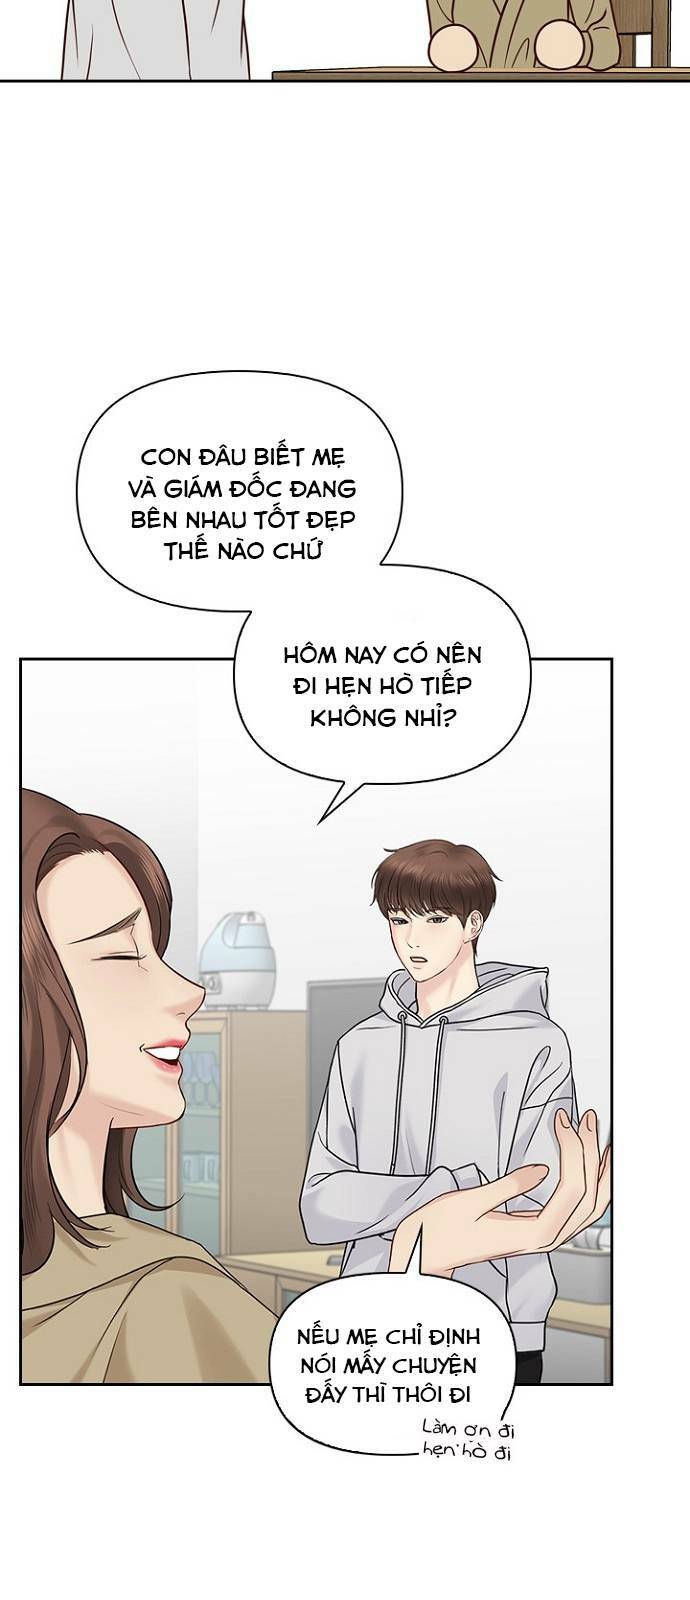 CON ĐÂU BIẾT MẸ
VÀ GIÁM ĐỐC ĐANG
BÊN NHAU TỐT ĐẸP
THẾ NÀO CHỨ
HÔM NAY CÓ NÊN
ĐI HẸN HÒ TIẾP
KHÔNG NHỈ?
NẾU MẸ CHỈ ĐỊNH
NÓI MẤY CHUYỆN
ĐẤY THÌ THÔI ĐI
Làm ơn đi
hẹn hò đi